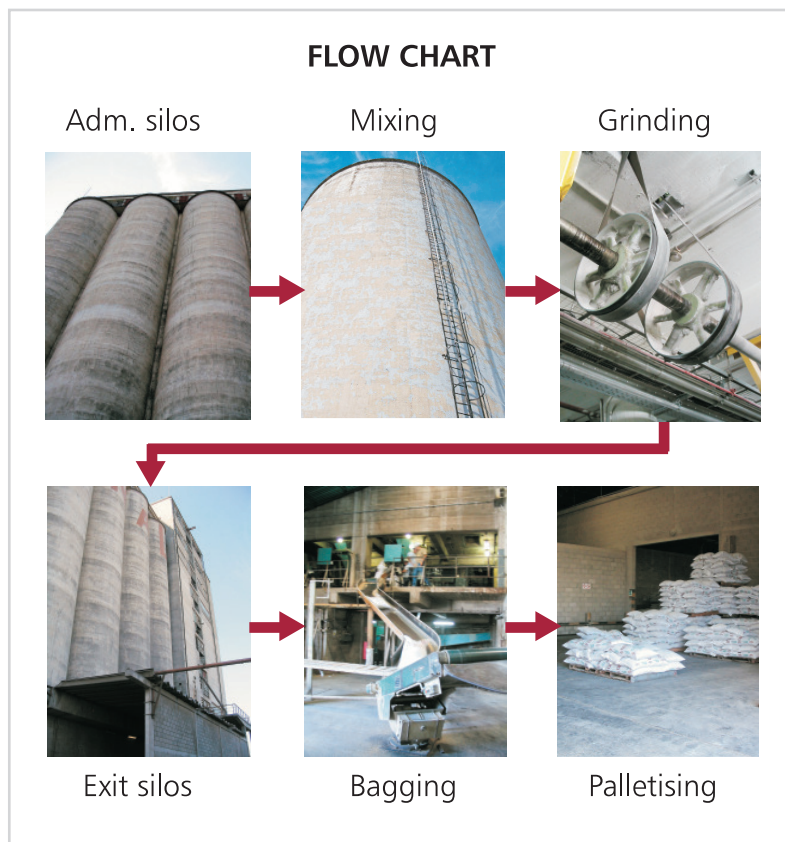 FLOW CHART
Adm. silos
Mixing
Grinding
Exit silos
Bagging
Palletising